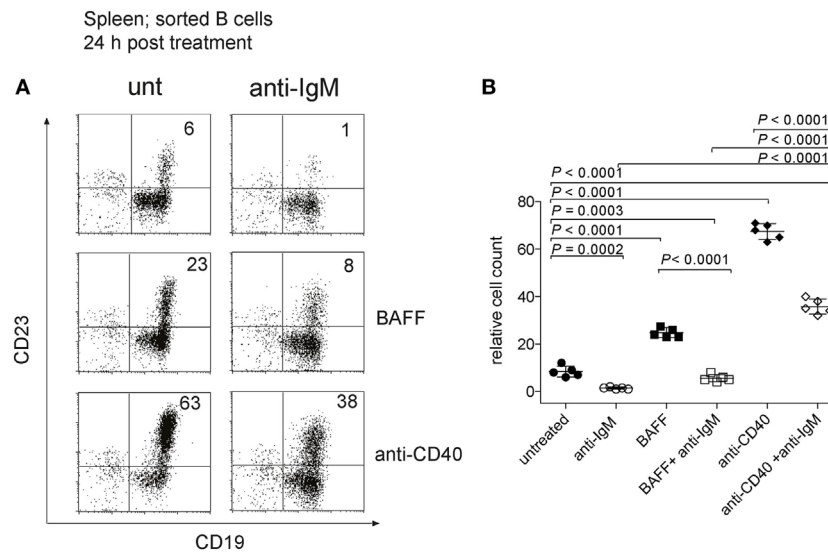 Spleen; sorted B cells
24 h post treatment
A
unt
anti-IgM
6
1
23
8
BAFF
63
38
anti-CD40
CD23
CD19
B
P < 0.0001
P < 0.0001
P < 0.0001
P < 0.0001
P < 0.0001
P = 0.0003
P < 0.0001
P = 0.0002
P < 0.0001
relative cell count
80
60
40
20
0
untreated
anti-IgM
BAFF
BAFF+ anti-IgM
anti-CD40
anti-CD40 +anti-IgM